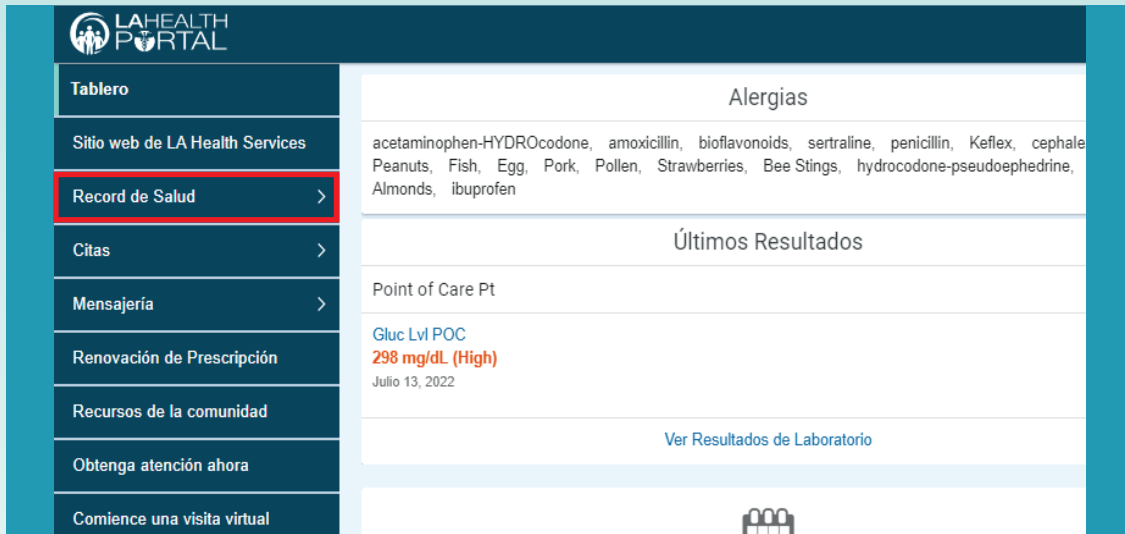 LAHEALTH
PORTAL
Tablero
Sitio web de LA Health Services
Record de Salud
Citas
Mensajería
Renovación de Prescripción
Recursos de la comunidad
Obtenga atención ahora
Comience una visita virtual
Alergias
acetaminophen-HYDROcodone, amoxicillin, bioflavonoids, sertraline, penicillin, Keflex, cephale
Peanuts, Fish, Egg, Pork, Pollen, Strawberries, Bee Stings, hydrocodone-pseudoephedrine,
Almonds, ibuprofen
Últimos Resultados
Point of Care Pt
Gluc Lvl POC
298 mg/dL (High)
Julio 13, 2022
Ver Resultados de Laboratorio